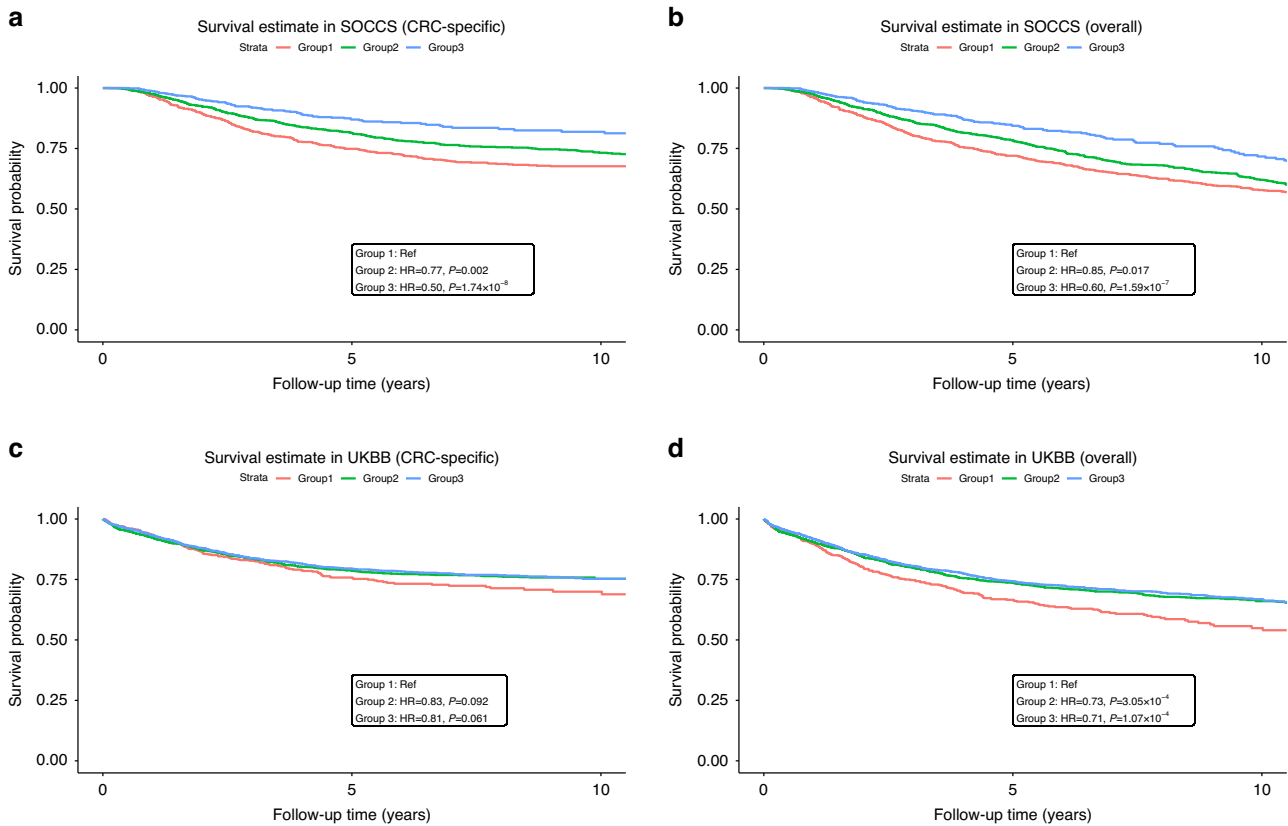 a
Survival estimate in SOCCS (CRC-specific)
Strata Group1 Group2 Group3
Survival probability
1.00
0.75
0.50
0.25
0.00
Group 1: Ref
Group 2: HR=0.77, P=0.002
Group 3: HR=0.50, P=1.74×10⁻⁸
0 5 10
Follow-up time (years)
b
Survival estimate in SOCCS (overall)
Strata Group1 Group2 Group3
Survival probability
1.00
0.75
0.50
0.25
0.00
Group 1: Ref
Group 2: HR=0.85, P=0.017
Group 3: HR=0.60, P=1.59×10⁻⁷
0 5 10
Follow-up time (years)
c
Survival estimate in UKBB (CRC-specific)
Strata Group1 Group2 Group3
Survival probability
1.00
0.75
0.50
0.25
0.00
Group 1: Ref
Group 2: HR=0.83, P=0.092
Group 3: HR=0.81, P=0.061
0 5 10
Follow-up time (years)
d
Survival estimate in UKBB (overall)
Strata Group1 Group2 Group3
Survival probability
1.00
0.75
0.50
0.25
0.00
Group 1: Ref
Group 2: HR=0.73, P=3.05×10⁻⁴
Group 3: HR=0.71, P=1.07×10⁻⁴
0 5 10
Follow-up time (years)